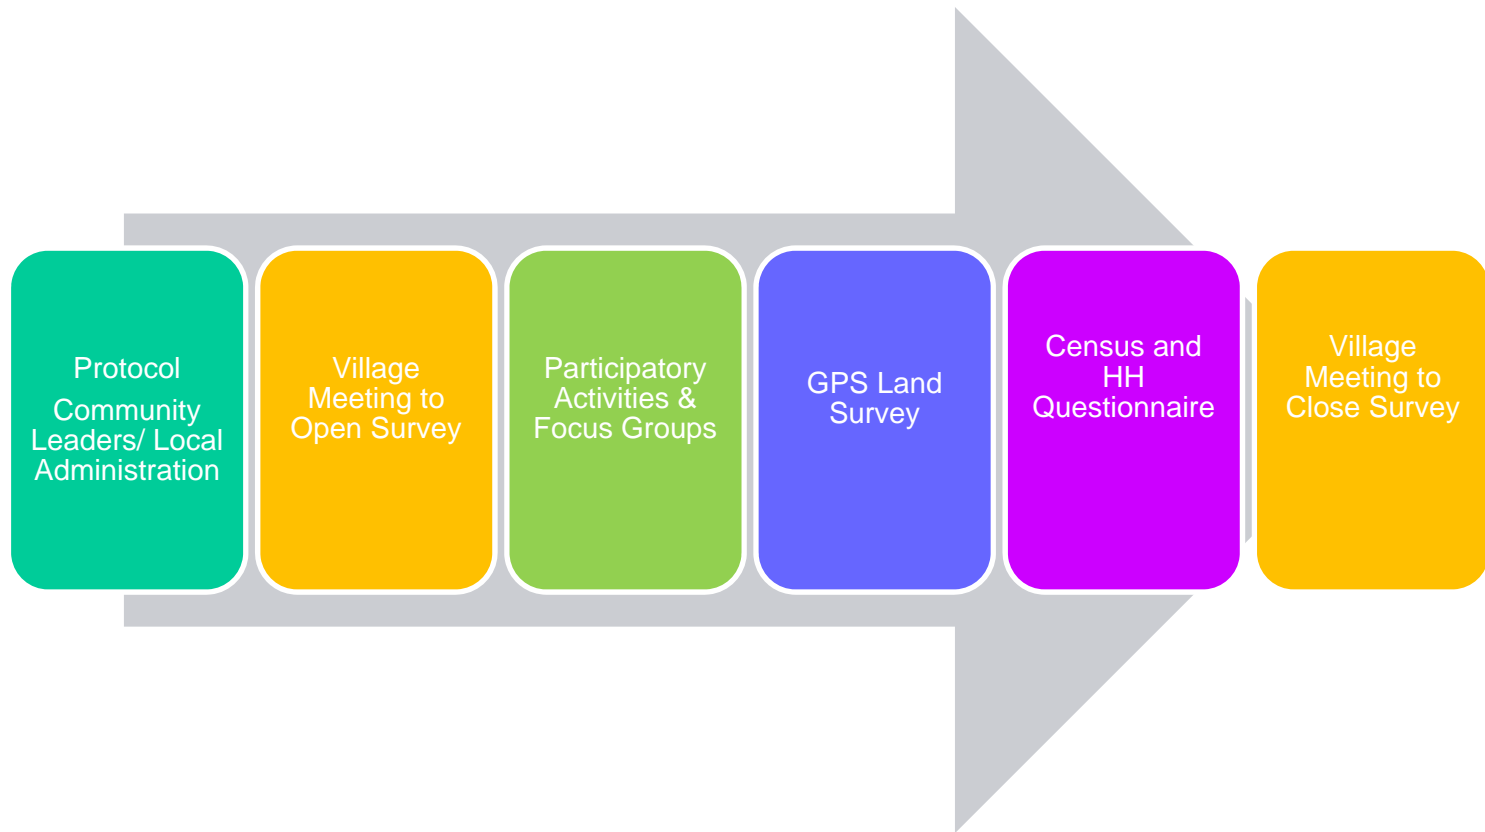 Protocol
Community
Leaders/ Local
Administration
Village
Meeting to
Open Survey
Participatory
Activities &
Focus Groups
GPS Land
Survey
Census and
HH
Questionnaire
Village
Meeting to
Close Survey